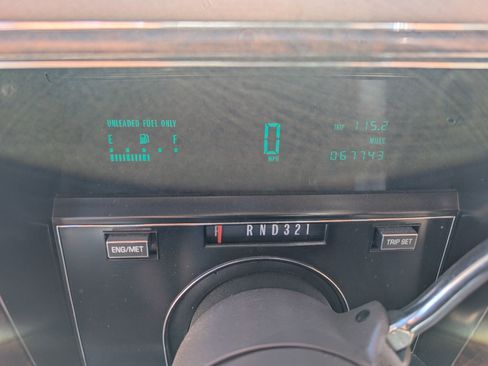 UNLEADED FUEL ONLY
E F
0
MPH
TRIP 115.2
MILES
067743
RND321
ENG/MET
TRIP SET